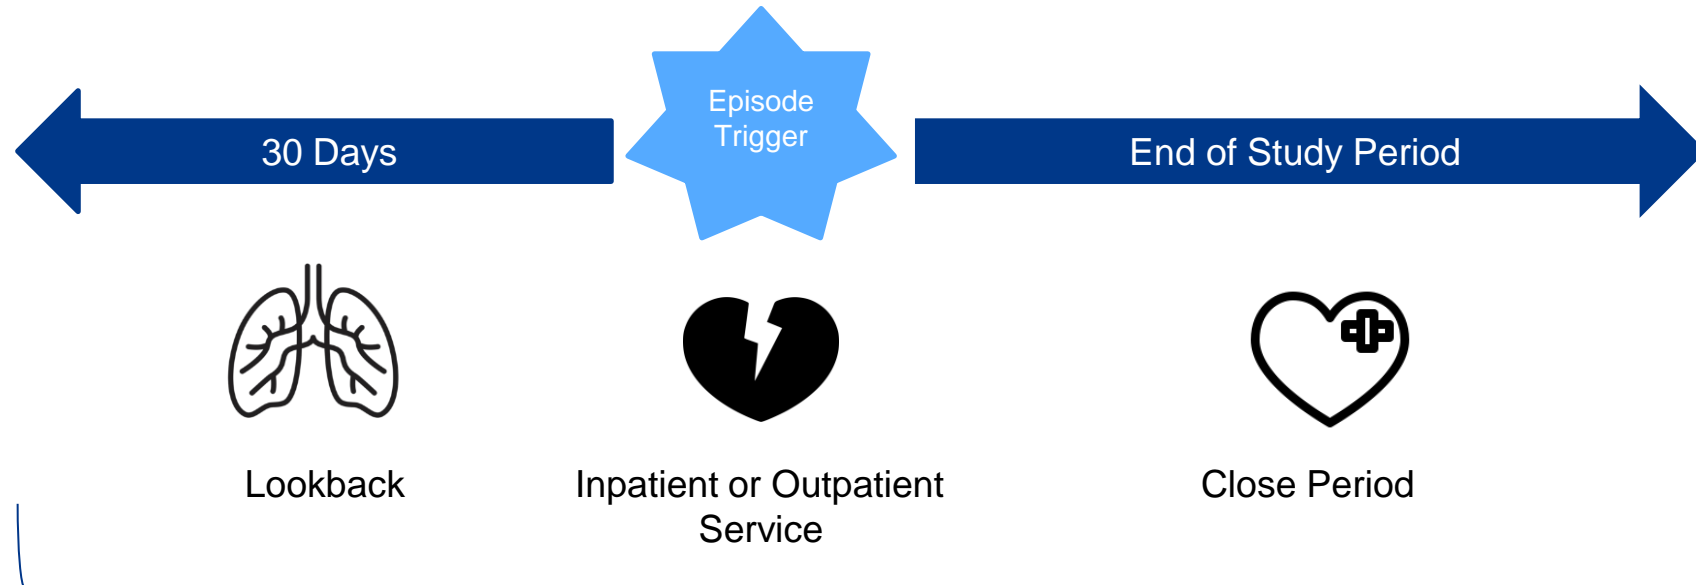 Episode
Trigger
30 Days
End of Study Period
Lookback
Inpatient or Outpatient
Service
Close Period